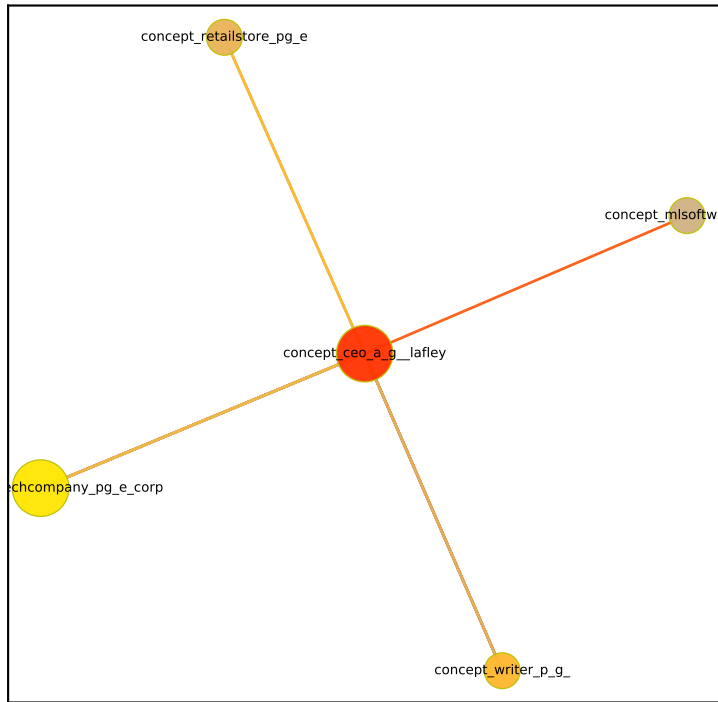 concept_retailstore_pg_e
concept_mlsoftw
concept_ceo_a_g__lafley
echcompany_pg_e_corp
concept_writer_p_g_